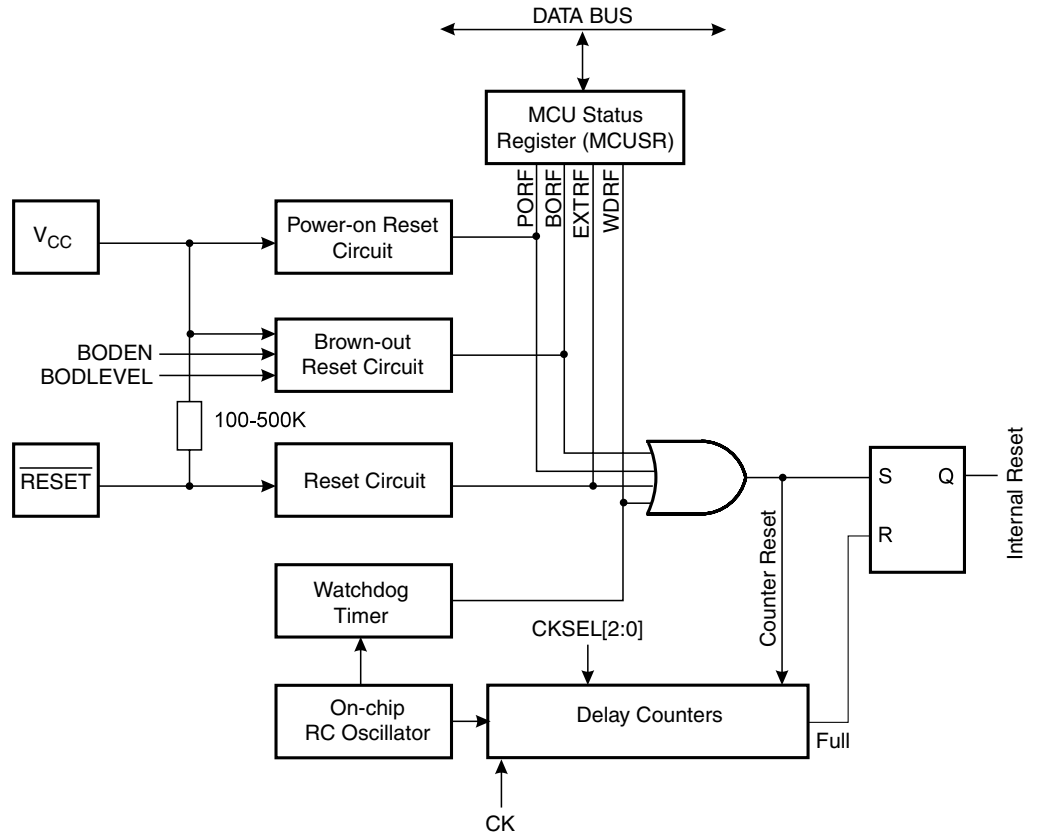 DATA BUS
MCU Status
Register (MCUSR)
PORF
BORF
EXTRF
WDRF
VCC
Power-on Reset
Circuit
Brown-out
Reset Circuit
BODEN
BODLEVEL
100-500K
RESET
Reset Circuit
S
Q
R
Internal Reset
Counter Reset
Watchdog
Timer
CKSEL[2:0]
On-chip
RC Oscillator
Delay Counters
Full
CK